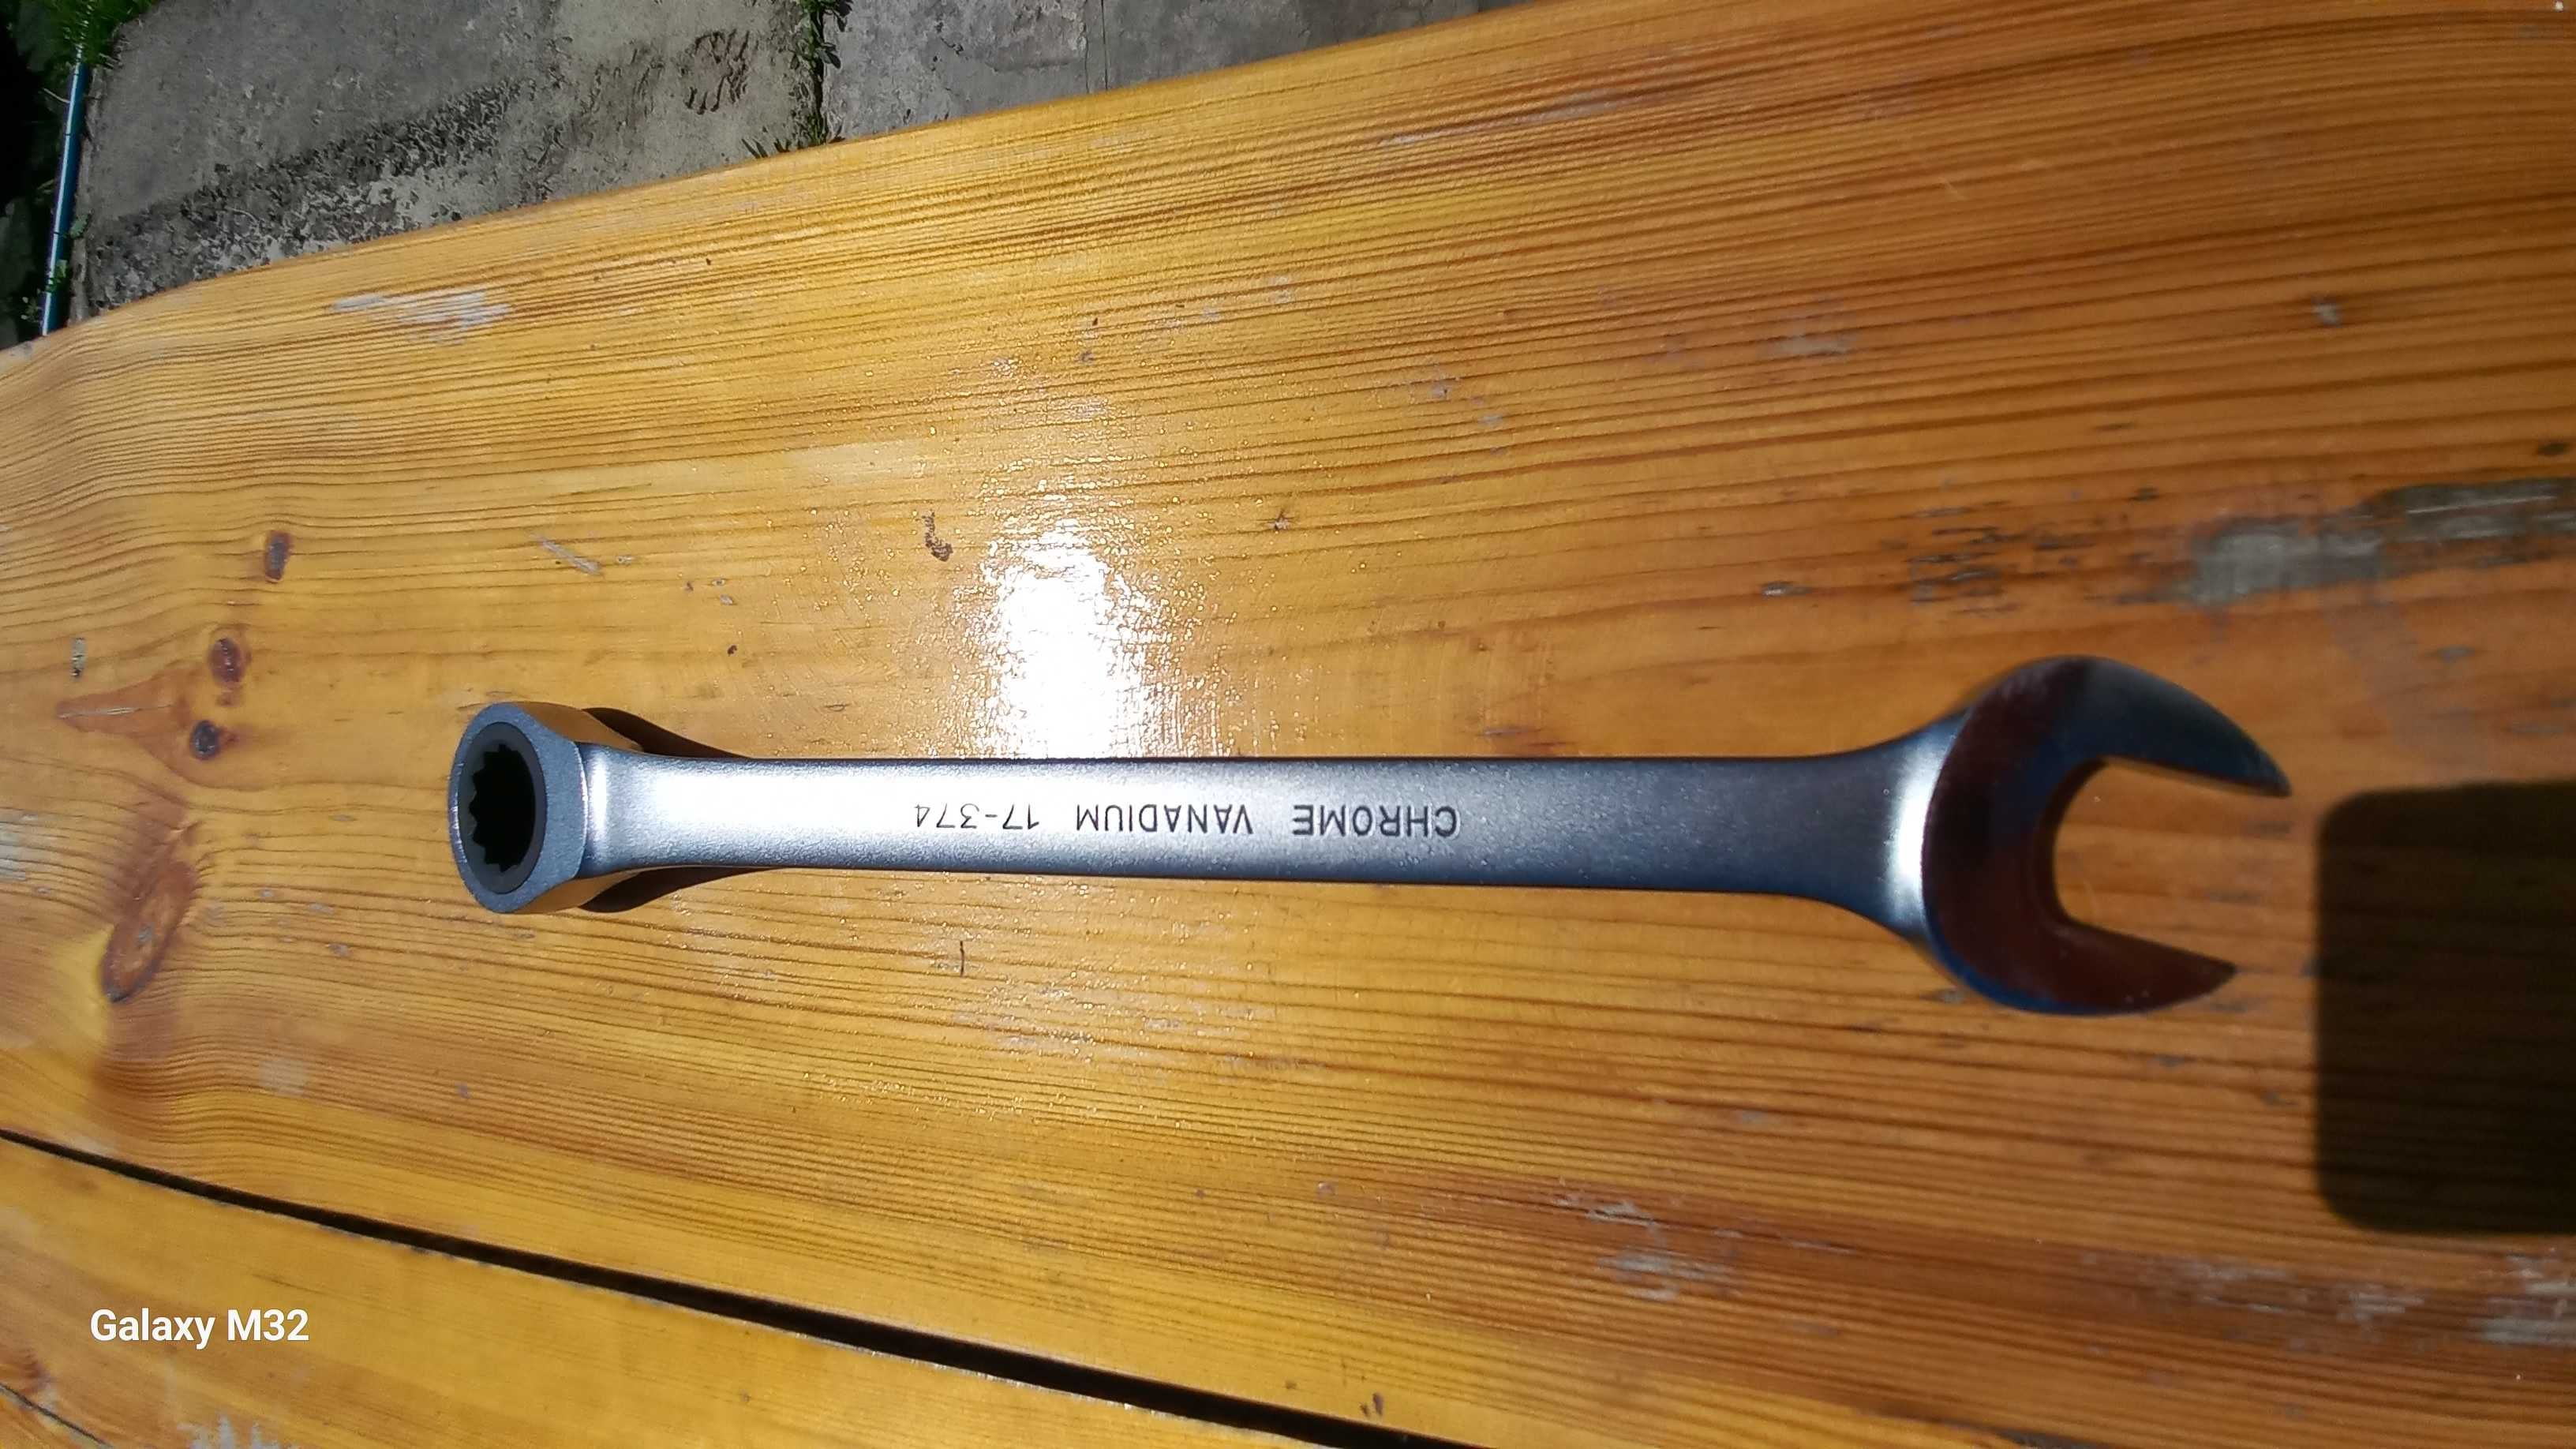 CHROME VANADIUM 17-374
Galaxy M32